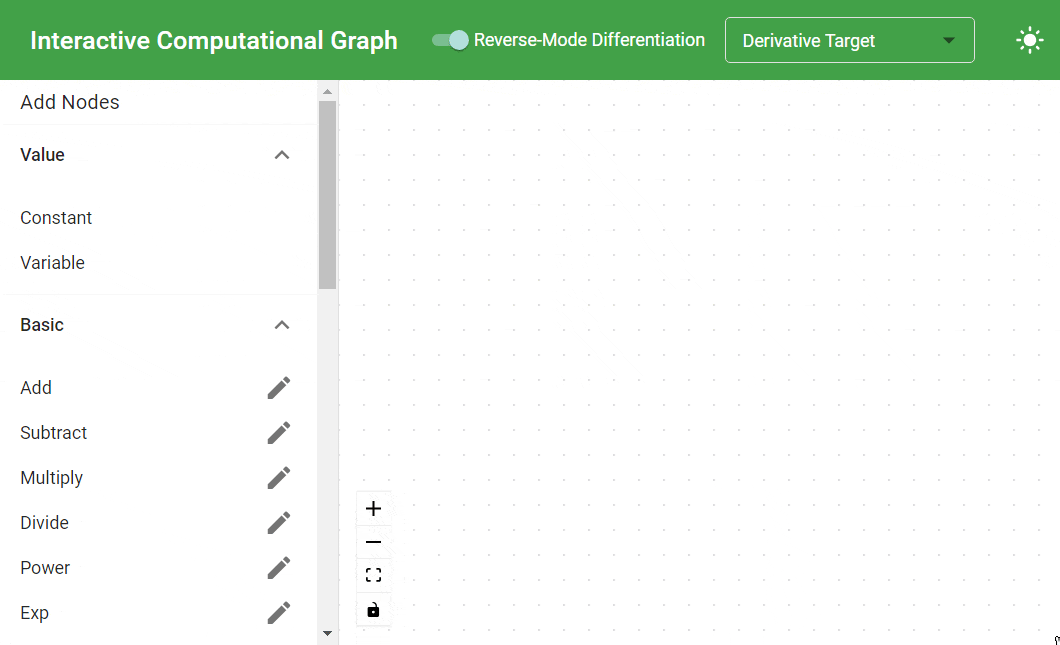 Interactive Computational Graph
Reverse-Mode Differentiation
Derivative Target
Add Nodes
Value
Constant
Variable
Basic
Add
Subtract
Multiply
Divide
Power
Exp